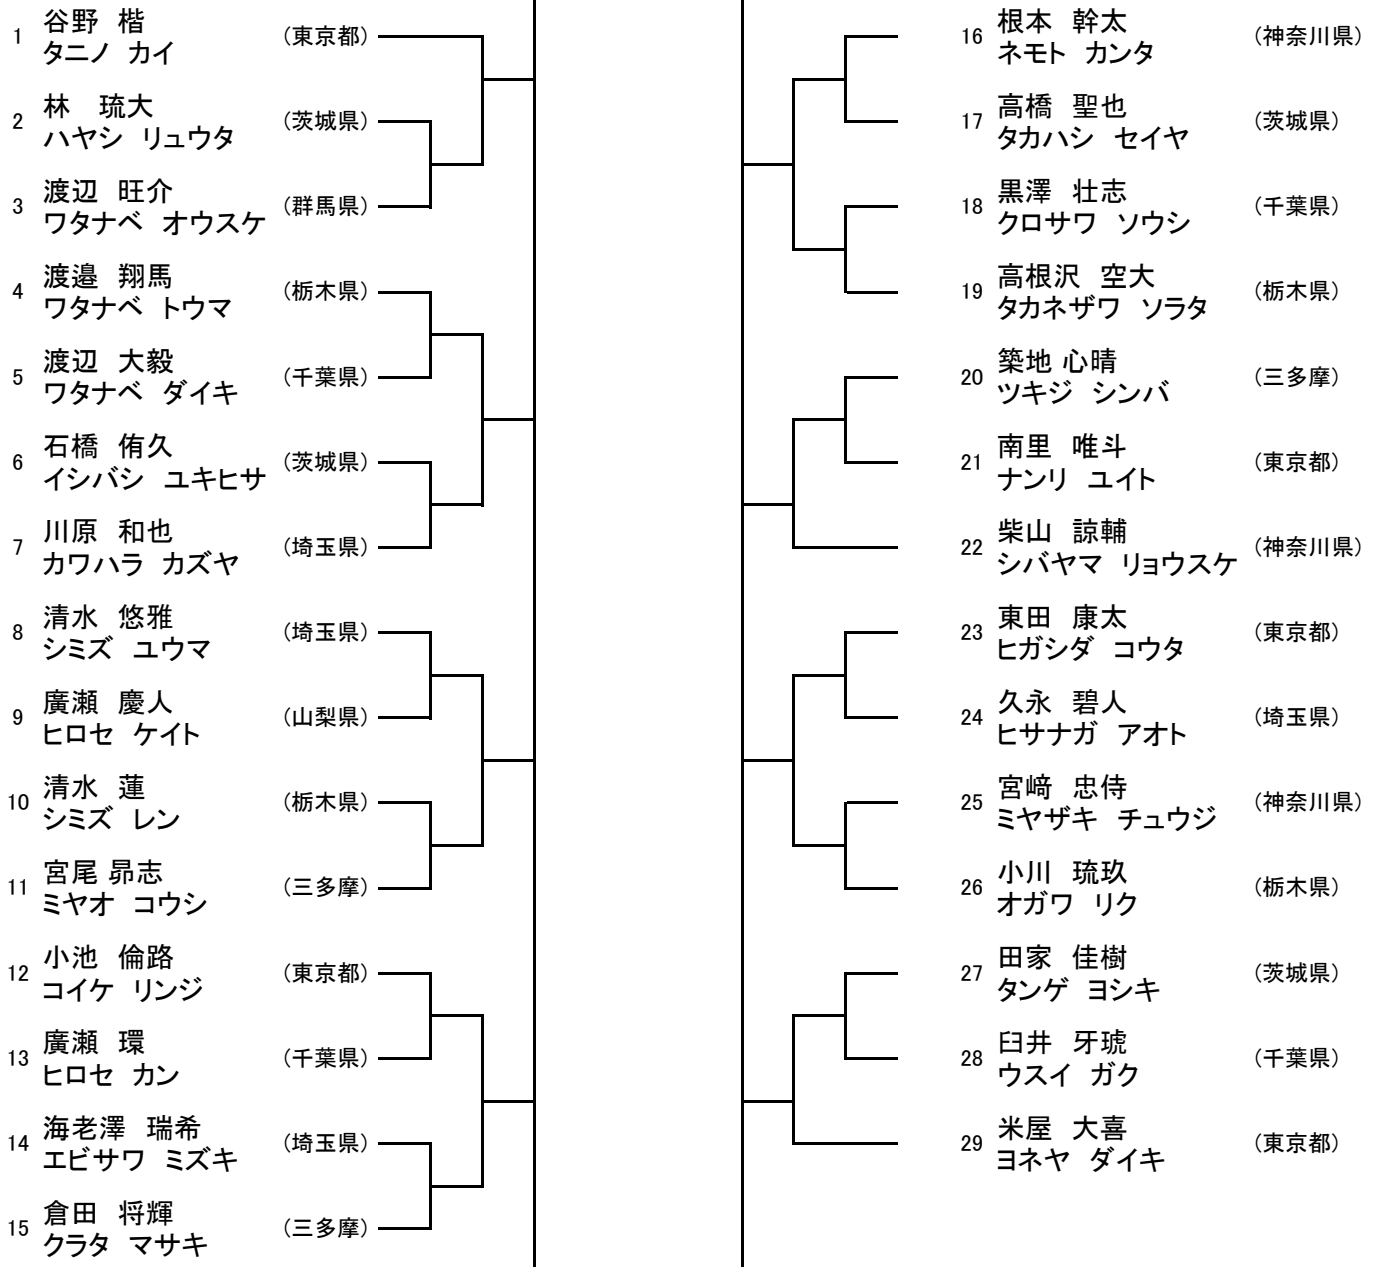 1 谷野 楷 （東京都）
タニノ カイ
2 林 琉大 （茨城県）
ハヤシ リュウタ
3 渡辺 旺介 （群馬県）
ワタナベ オウスケ
4 渡邉 翔馬 （栃木県）
ワタナベ トウマ
5 渡辺 大毅 （千葉県）
ワタナベ ダイキ
6 石橋 侑久 （茨城県）
イシバシ ユキヒサ
7 川原 和也 （埼玉県）
カワハラ カズヤ
8 清水 悠雅 （埼玉県）
シミズ ユウマ
9 廣瀬 慶人 （山梨県）
ヒロセ ケイト
10 清水 蓮 （栃木県）
シミズ レン
11 宮尾 昴志 （三多摩）
ミヤオ コウシ
12 小池 倫路 （東京都）
コイケ リンジ
13 廣瀬 環 （千葉県）
ヒロセ カン
14 海老澤 瑞希 （埼玉県）
エビサワ ミズキ
15 倉田 将輝 （三多摩）
クラタ マサキ
16 根本 幹太 （神奈川県）
ネモト カンタ
17 高橋 聖也 （茨城県）
タカハシ セイヤ
18 黒澤 壮志 （千葉県）
クロサワ ソウシ
19 高根沢 空大 （栃木県）
タカネザワ ソラタ
20 築地 心晴 （三多摩）
ツキジ シンバ
21 南里 唯斗 （東京都）
ナンリ ユイト
22 柴山 諒輔 （神奈川県）
シバヤマ リョウスケ
23 東田 康太 （東京都）
ヒガシダ コウタ
24 久永 碧人 （埼玉県）
ヒサナガ アオト
25 宮﨑 忠侍 （神奈川県）
ミヤザキ チュウジ
26 小川 琉玖 （栃木県）
オガワ リク
27 田家 佳樹 （茨城県）
タンゲ ヨシキ
28 臼井 牙琥 （千葉県）
ウスイ ガク
29 米屋 大喜 （東京都）
ヨネヤ ダイキ